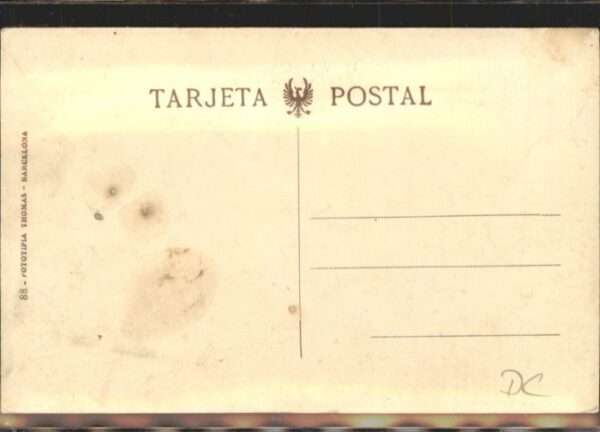 TARJETA POSTAL
88. - FOTOTIPIA THOMAS - BARCELONA
DC